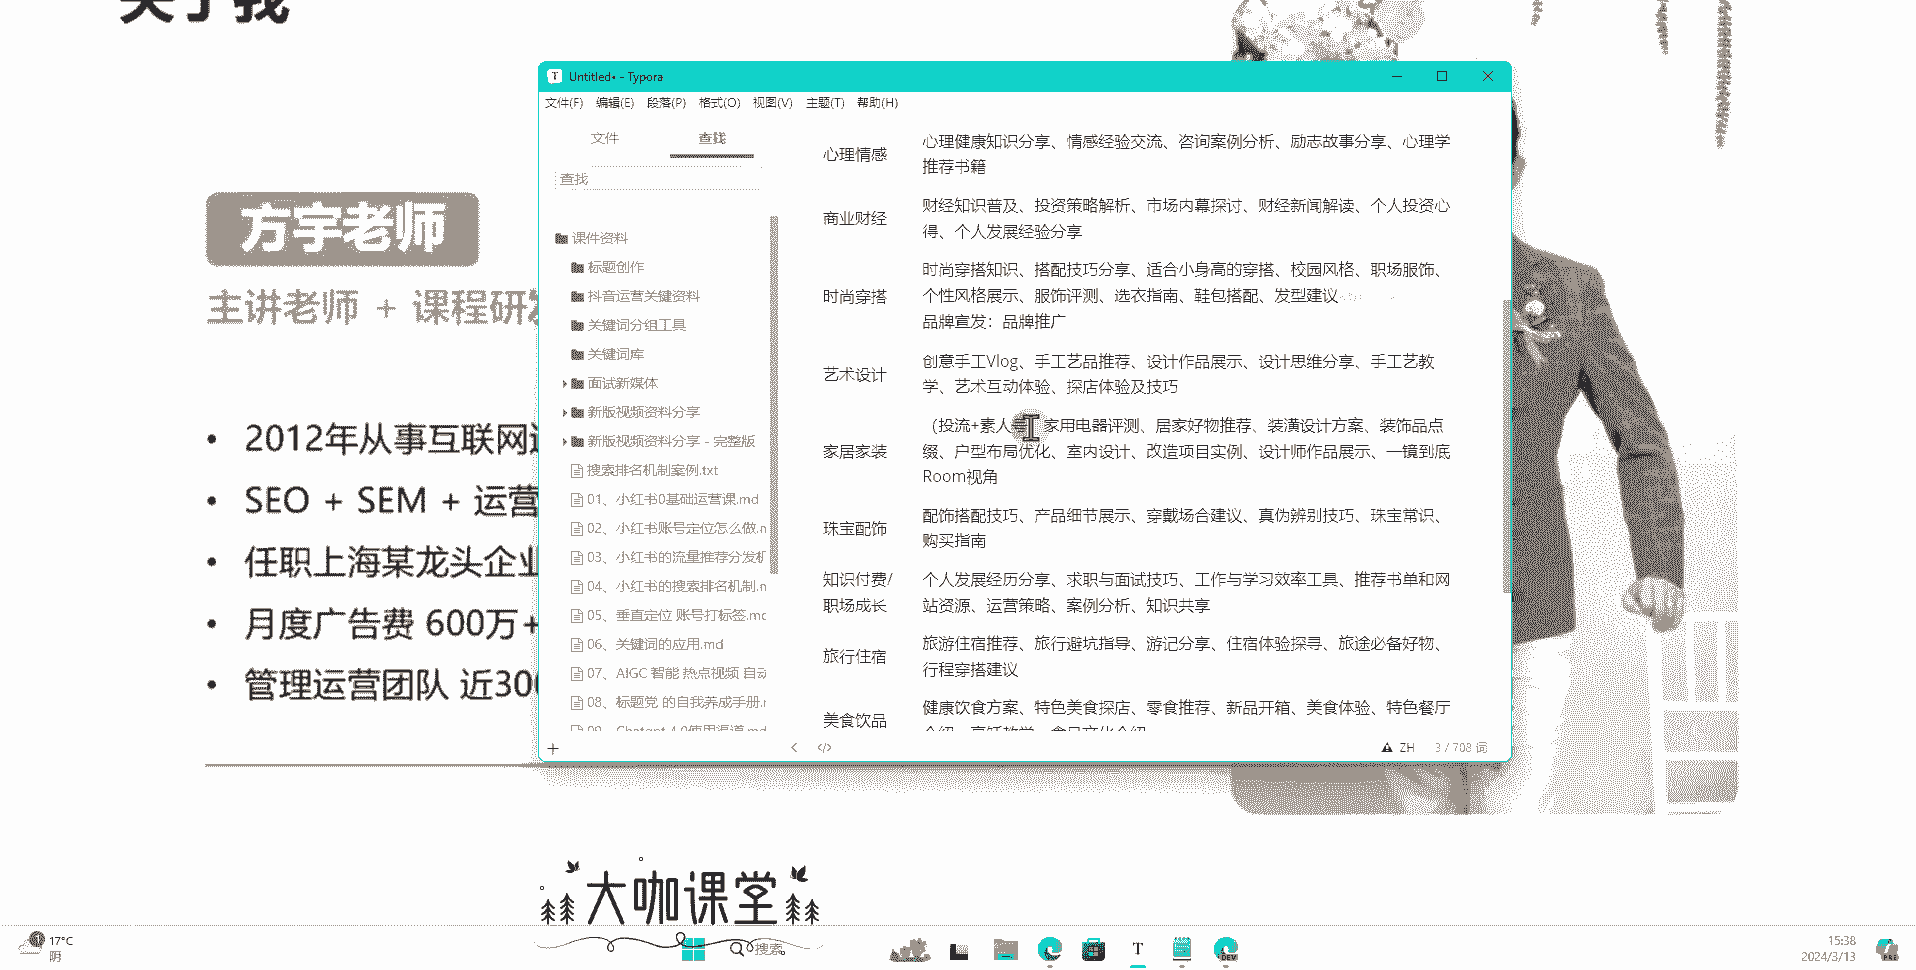 关于我
方宇老师
主讲老师 + 课程研发
2012年从事互联网
SEO + SEM + 运营
任职上海某龙头企业
月度广告费 600万+
管理运营团队 近300
Untitled• - Typora
文件(F) 编辑(E) 段落(P) 格式(O) 视图(V) 主题(T) 帮助(H)
文件 查找
查找
课件资料
标题创作
抖音运营关键资料
关键词分组工具
关键词库
面试新媒体
新版视频资料分享
新版视频资料分享 - 完整版
搜索排名机制案例.txt
01、小红书0基础运营课.md
02、小红书账号定位怎么做.n
03、小红书的流量推荐分发机
04、小红书的搜索排名机制.n
05、垂直定位 账号打标签.mc
06、关键词的应用.md
07、AIGC 智能 热点视频 自动
08、标题党 的自我养成手册.r
09、Chatgpt 4.0使用渠道.md
心理情感
心理健康知识分享、情感经验交流、咨询案例分析、励志故事分享、心理学
推荐书籍
商业财经
财经知识普及、投资策略解析、市场内幕探讨、财经新闻解读、个人投资心
得、个人发展经验分享
时尚穿搭
时尚穿搭知识、搭配技巧分享、适合小身高的穿搭、校园风格、职场服饰、
个性风格展示、服饰评测、选衣指南、鞋包搭配、发型建议
品牌宣发：品牌推广
艺术设计
创意手工Vlog、手工艺品推荐、设计作品展示、设计思维分享、手工艺教
学、艺术互动体验、探店体验及技巧
家居家装
（投流+素人 家用电器评测、居家好物推荐、装潢设计方案、装饰品点
缀、户型布局优化、室内设计、改造项目实例、设计师作品展示、一镜到底
Room视角
珠宝配饰
配饰搭配技巧、产品细节展示、穿戴场合建议、真伪辨别技巧、珠宝常识、
购买指南
知识付费/
职场成长
个人发展经历分享、求职与面试技巧、工作与学习效率工具、推荐书单和网
站资源、运营策略、案例分析、知识共享
旅行住宿
旅游住宿推荐、旅行避坑指导、游记分享、住宿体验探寻、旅途必备好物、
行程穿搭建议
美食饮品
健康饮食方案、特色美食探店、零食推荐、新品开箱、美食体验、特色餐厅
介绍、烹饪教学、食品文化介绍
ZH 3 / 708 词
大咖课堂
17°C
阴
搜索
15:38
2024/3/13